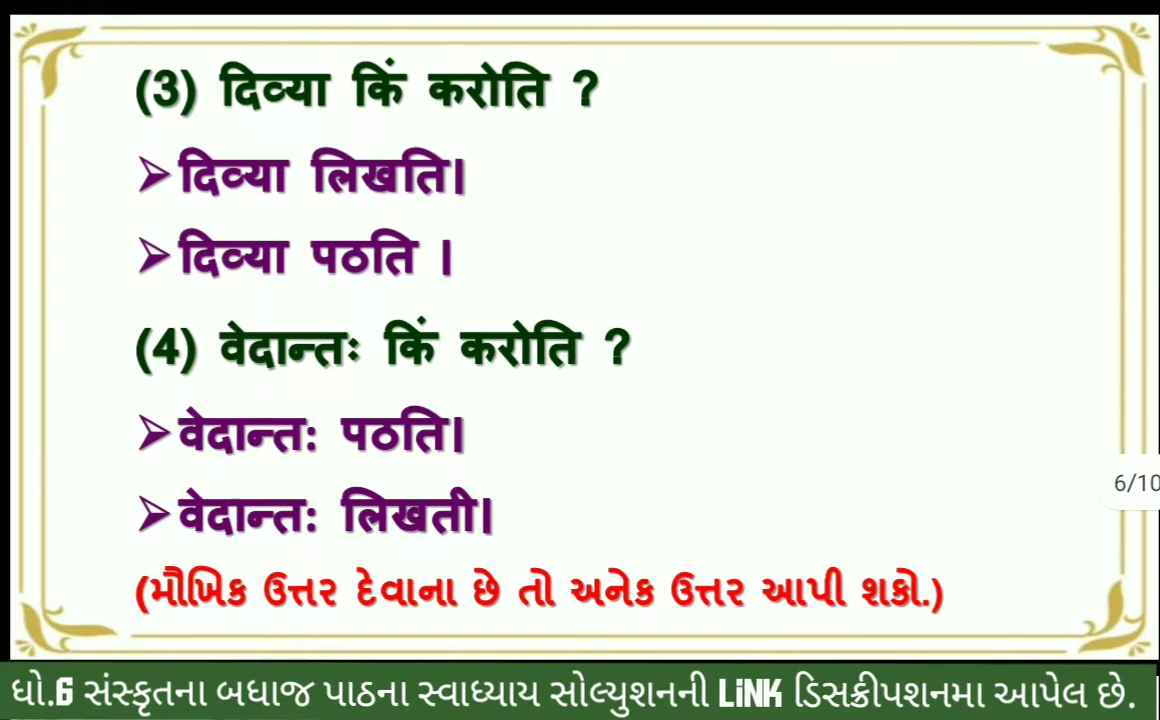 (3) दिव्या किं करोति ?
➢दिव्या लिखति।
➢दिव्या पठति ।
(4) वेदान्तः किं करोति ?
➢वेदान्त: पठति।
➢वेदान्त: लिखती।
6/10
(મૌખિક ઉત્તર દેવાના છે તો અનેક ઉત્તર આપી શકો.)
ધો.6 સંસ્કૃતના બધાજ પાઠના સ્વાધ્યાય સોલ્યુશનની LiNK ડિસક્રીપશનમા આપેલ છે.